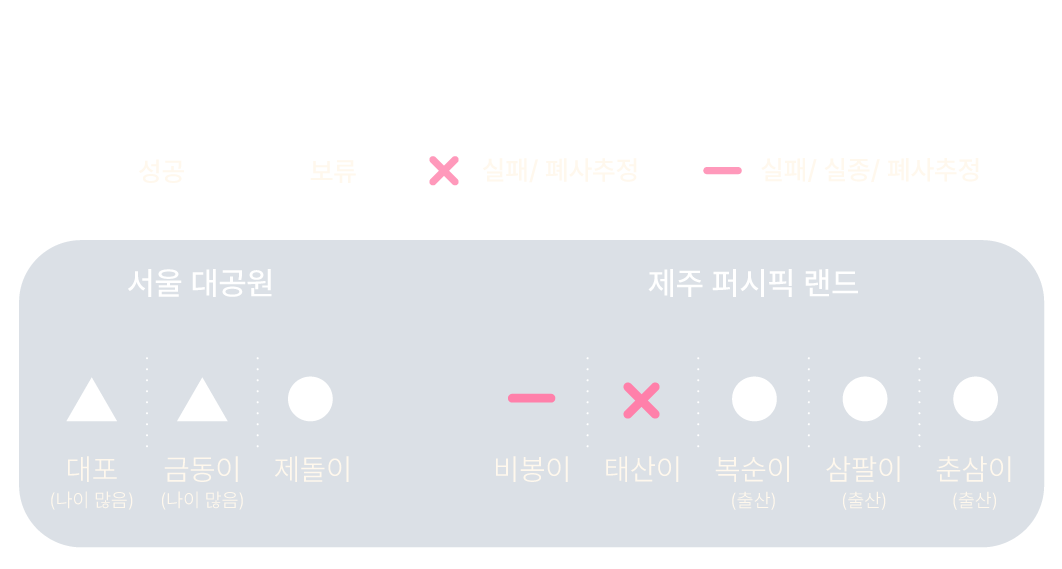 성공 보류 실패/ 폐사추정 실패/ 실종/ 폐사추정
서울 대공원 제주 퍼시픽 랜드
대포 금동이 제돌이 비봉이 태산이 복순이 삼팔이 춘삼이
(나이 많음) (나이 많음) (출산) (출산) (출산)